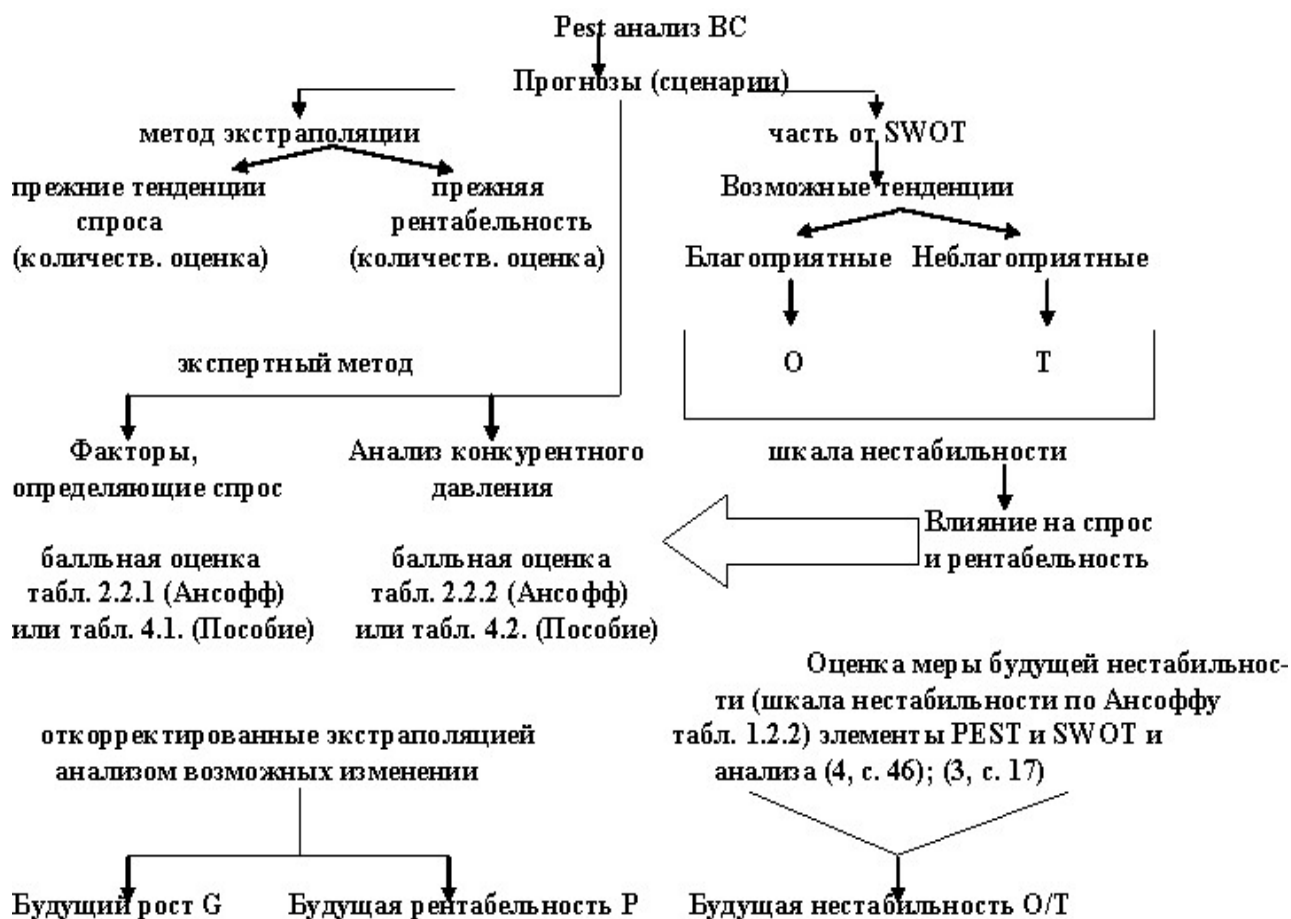 Pest анализ ВС
Прогнозы (сценарии)
метод экстраполяции
часть от SWOT
прежние тенденции
спроса
(количеств. оценка)
прежняя
рентабельность
(количеств. оценка)
Возможные тенденции
Благоприятные
Неблагоприятные
О
Т
экспертный метод
Факторы,
определяющие спрос
Анализ конкурентного
давления
шкала нестабильности
Влияние на спрос
и рентабельность
балльная оценка
табл. 2.2.1 (Ансофф)
или табл. 4.1. (Пособие)
балльная оценка
табл. 2.2.2 (Ансофф)
или табл. 4.2. (Пособие)
Оценка меры будущей нестабильнос-
ти (шкала нестабильности по Ансоффу
табл. 1.2.2) элементы PEST и SWOT и
анализа (4, с. 46); (3, с. 17)
откорректированные экстраполяцией
анализом возможных изменении
Будущий рост G
Будущая рентабельность P
Будущая нестабильность О/Т